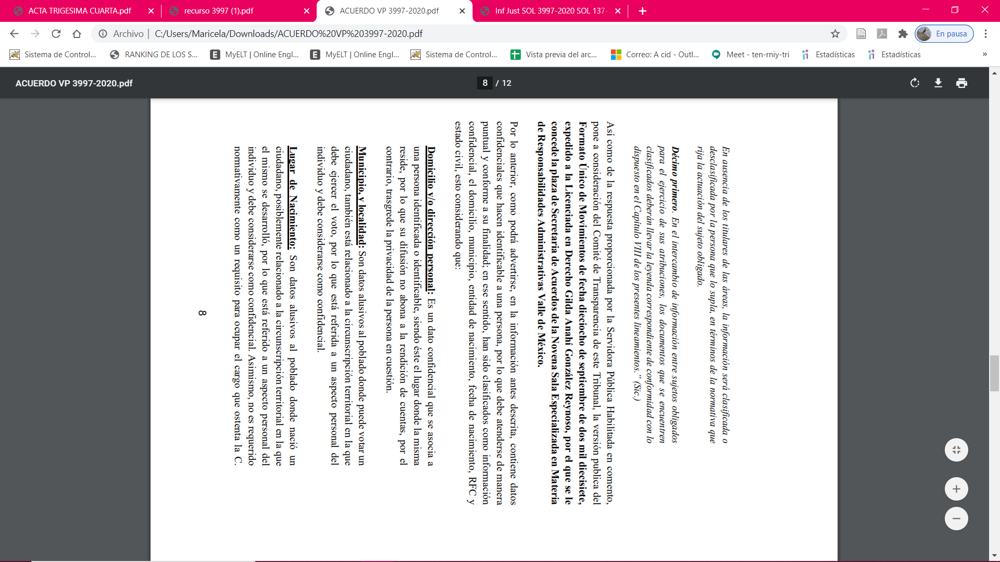 ACTA TRIGESIMA CUARTA.pdf
recurso 3997 (1).pdf
ACUERDO VP 3997-2020.pdf
Inf Just SOL 3997-2020 SOL 137-
Archivo | C:/Users/Maricela/Downloads/ACUERDO%20VP%203997-2020.pdf
En pausa
Sistema de Control...
RANKING DE LOS S...
MyELT | Online Engl...
MyELT | Online Engl...
Sistema de Control...
Vista previa del arc...
Correo: A cid - Outl...
Meet - ten-rniy-tri
Estadísticas
Estadísticas
»
ACUERDO VP 3997-2020.pdf
8 / 12
En ausencia de los titulares de las áreas, la información será clasificada o
desclasificada por la persona que lo supla, en términos de la normativa que
rija la actuación del sujeto obligado.
Décimo primero. En el intercambio de información entre sujetos obligados
para el ejercicio de sus atribuciones, los documentos que se encuentren
clasificados deberán llevar la leyenda correspondiente de conformidad con lo
dispuesto en el Capítulo VIII de los presentes lineamientos.” (Sic.)
Así como de la respuesta proporcionada por la Servidora Pública Habilitada en comento,
pone a consideración del Comité de Transparencia de este Tribunal, la versión publica del
Formato Único de Movimientos de fecha dieciocho de septiembre de dos mil diecisiete,
expedido a la Licenciada en Derecho Gilda Anahí González Reynoso, por el que se le
concede la plaza de Secretaria de Acuerdos de la Novena Sala Especializada en Materia
de Responsabilidades Administrativas Valle de México.
Por lo anterior, como podrá advertirse, en la información antes descrita, contiene datos
confidenciales que hacen identificable a una persona, por lo que debe atenderse de manera
puntual y conforme a su finalidad; en ese sentido, han sido clasificados como información
confidencial, el domicilio, municipio, entidad de nacimiento, fecha de nacimiento, RFC y
estado civil, esto considerando que:
Domicilio y/o dirección personal: Es un dato confidencial que se asocia a
una persona identificada o identificable, siendo éste el lugar donde la misma
reside, por lo que su difusión no abona a la rendición de cuentas, por el
contrario, trasgrede la privacidad de la persona en cuestión.
Municipio, y localidad: Son datos alusivos al poblado donde puede votar un
ciudadano, también está relacionado a la circunscripción territorial en la que
debe ejercer el voto, por lo que está referida a un aspecto personal del
individuo y debe considerarse como confidencial.
Lugar de Nacimiento: Son datos alusivos al poblado donde nació un
ciudadano, posiblemente relacionado a la circunscripción territorial en la que
el mismo se desarrolló, por lo que está referido a un aspecto personal del
individuo y debe considerarse como confidencial. Asimismo, no es requerido
normativamente como un requisito para ocupar el cargo que ostenta la C.
8